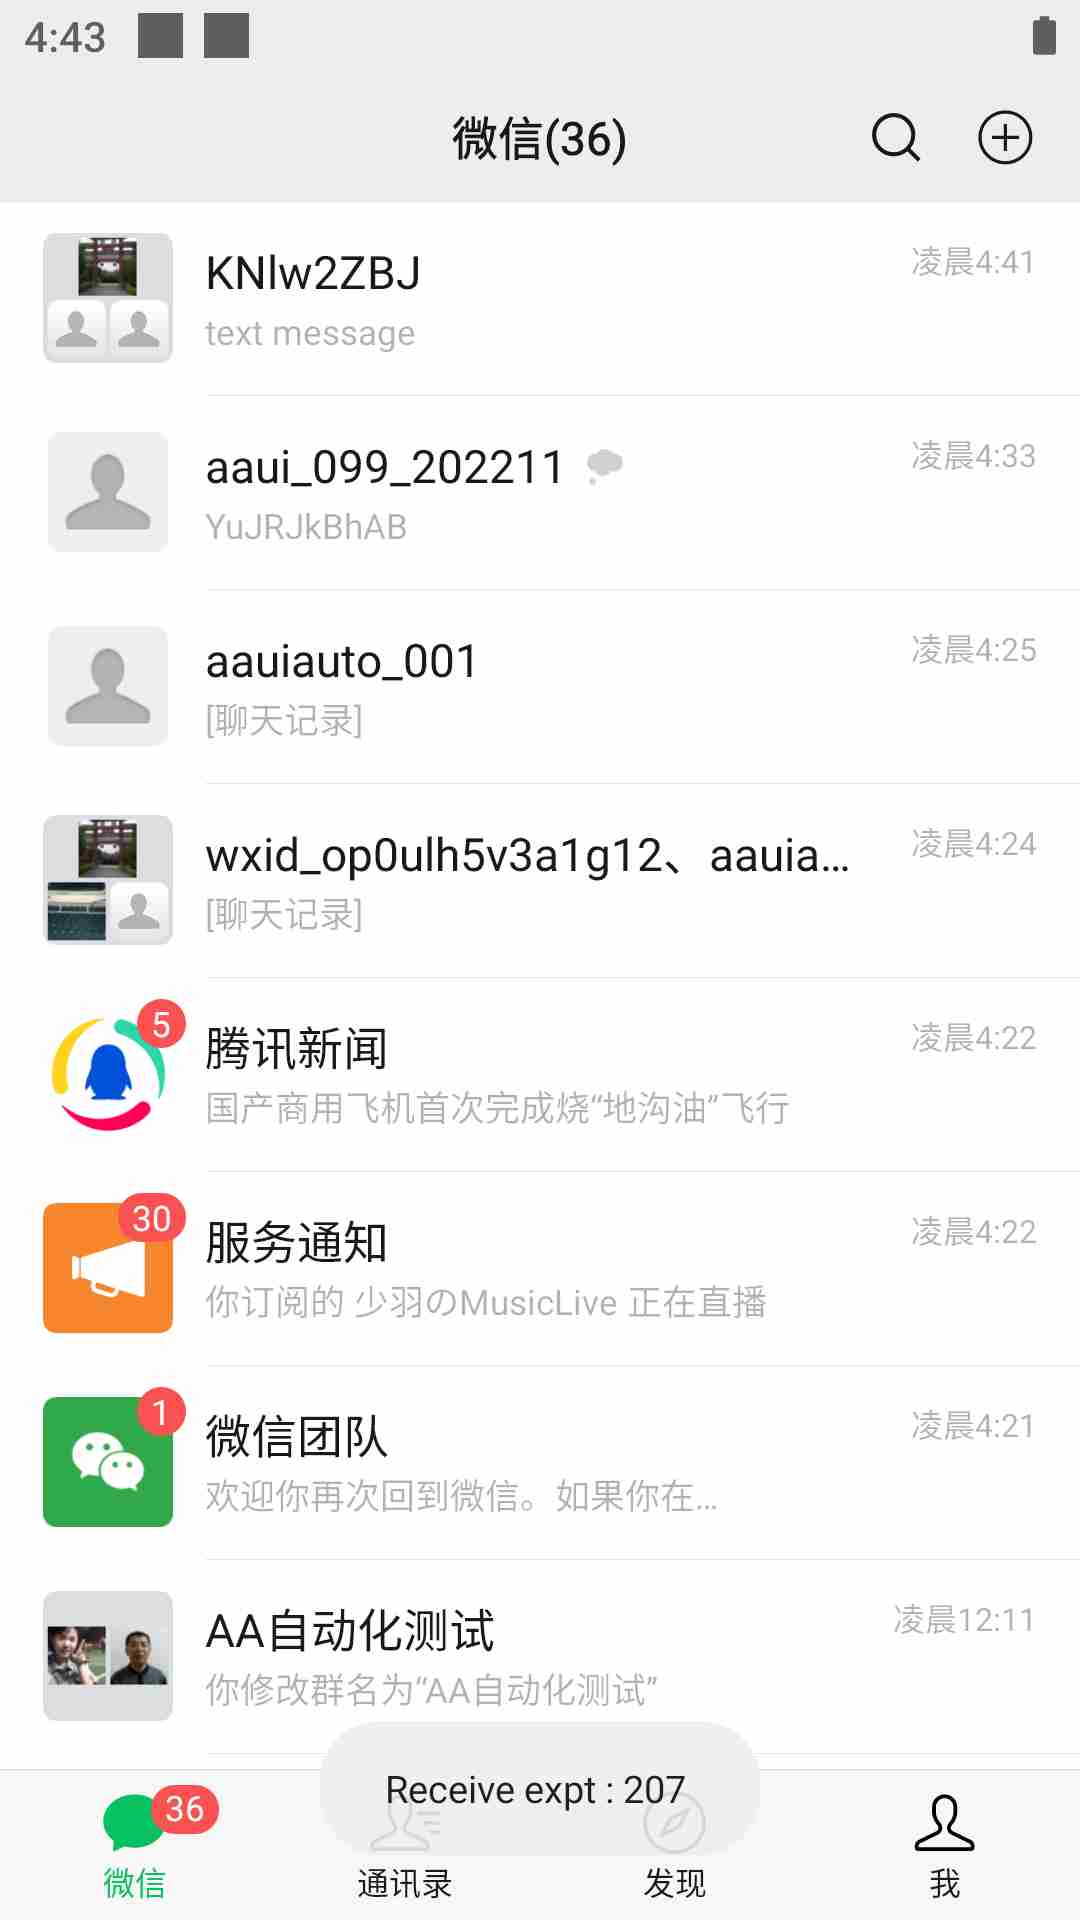 4:43
微信(36)
KNlw2ZBJ
凌晨4:41
text message
aaui_099_202211
凌晨4:33
YuJRJkBhAB
aauiauto_001
凌晨4:25
[聊天记录]
wxid_op0ulh5v3a1g12、aauia...
凌晨4:24
[聊天记录]
5
腾讯新闻
凌晨4:22
国产商用飞机首次完成烧“地沟油”飞行
30
服务通知
凌晨4:22
你订阅的 少羽のMusicLive 正在直播
1
微信团队
凌晨4:21
欢迎你再次回到微信。如果你在...
AA自动化测试
凌晨12:11
你修改群名为“AA自动化测试”
Receive expt : 207
36
微信
通讯录
发现
我